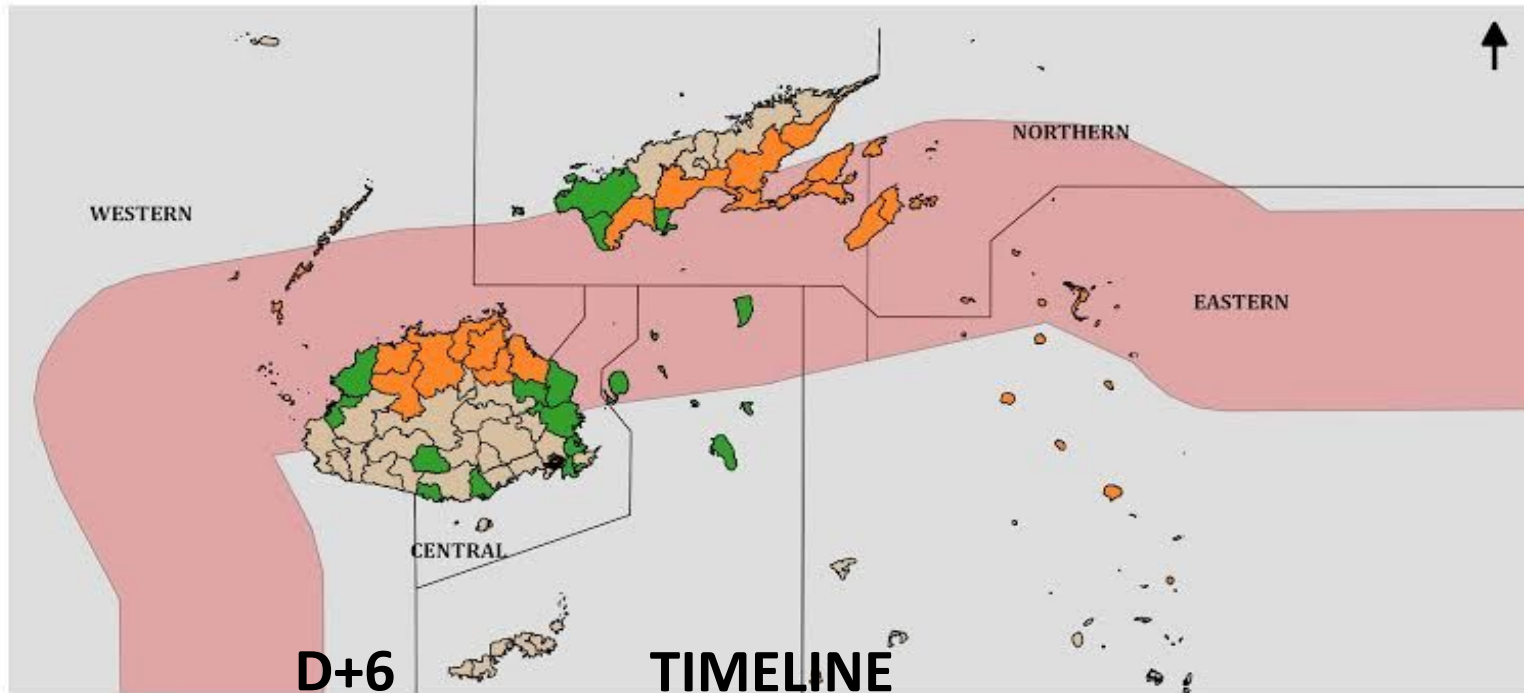 NORTHERN
WESTERN
EASTERN
CENTRAL
D+6 TIMELINE